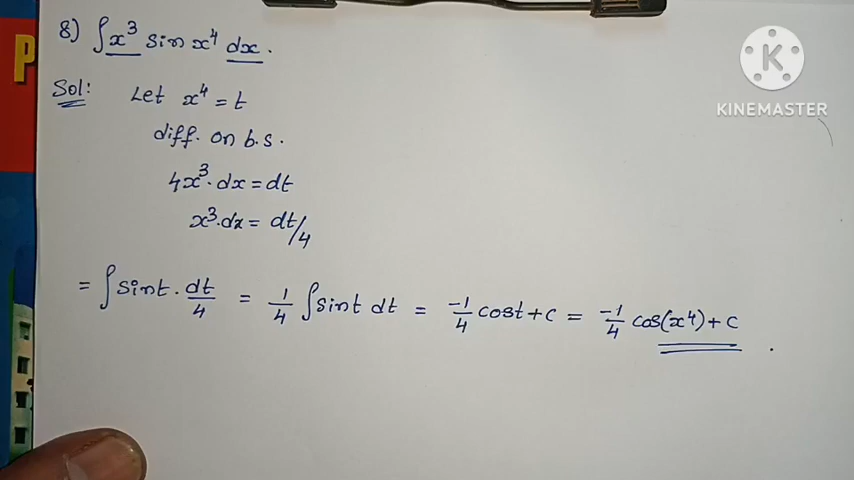 8) ∫x³ sin x⁴ dx.
Sol: Let x⁴ = t
diff. on b.s.
4x³. dx = dt
x³. dx = dt/4
= ∫sint . dt/4 = 1/4 ∫sint dt = -1/4 cost + c = -1/4 cos(x⁴) + c
KINEMASTER
P